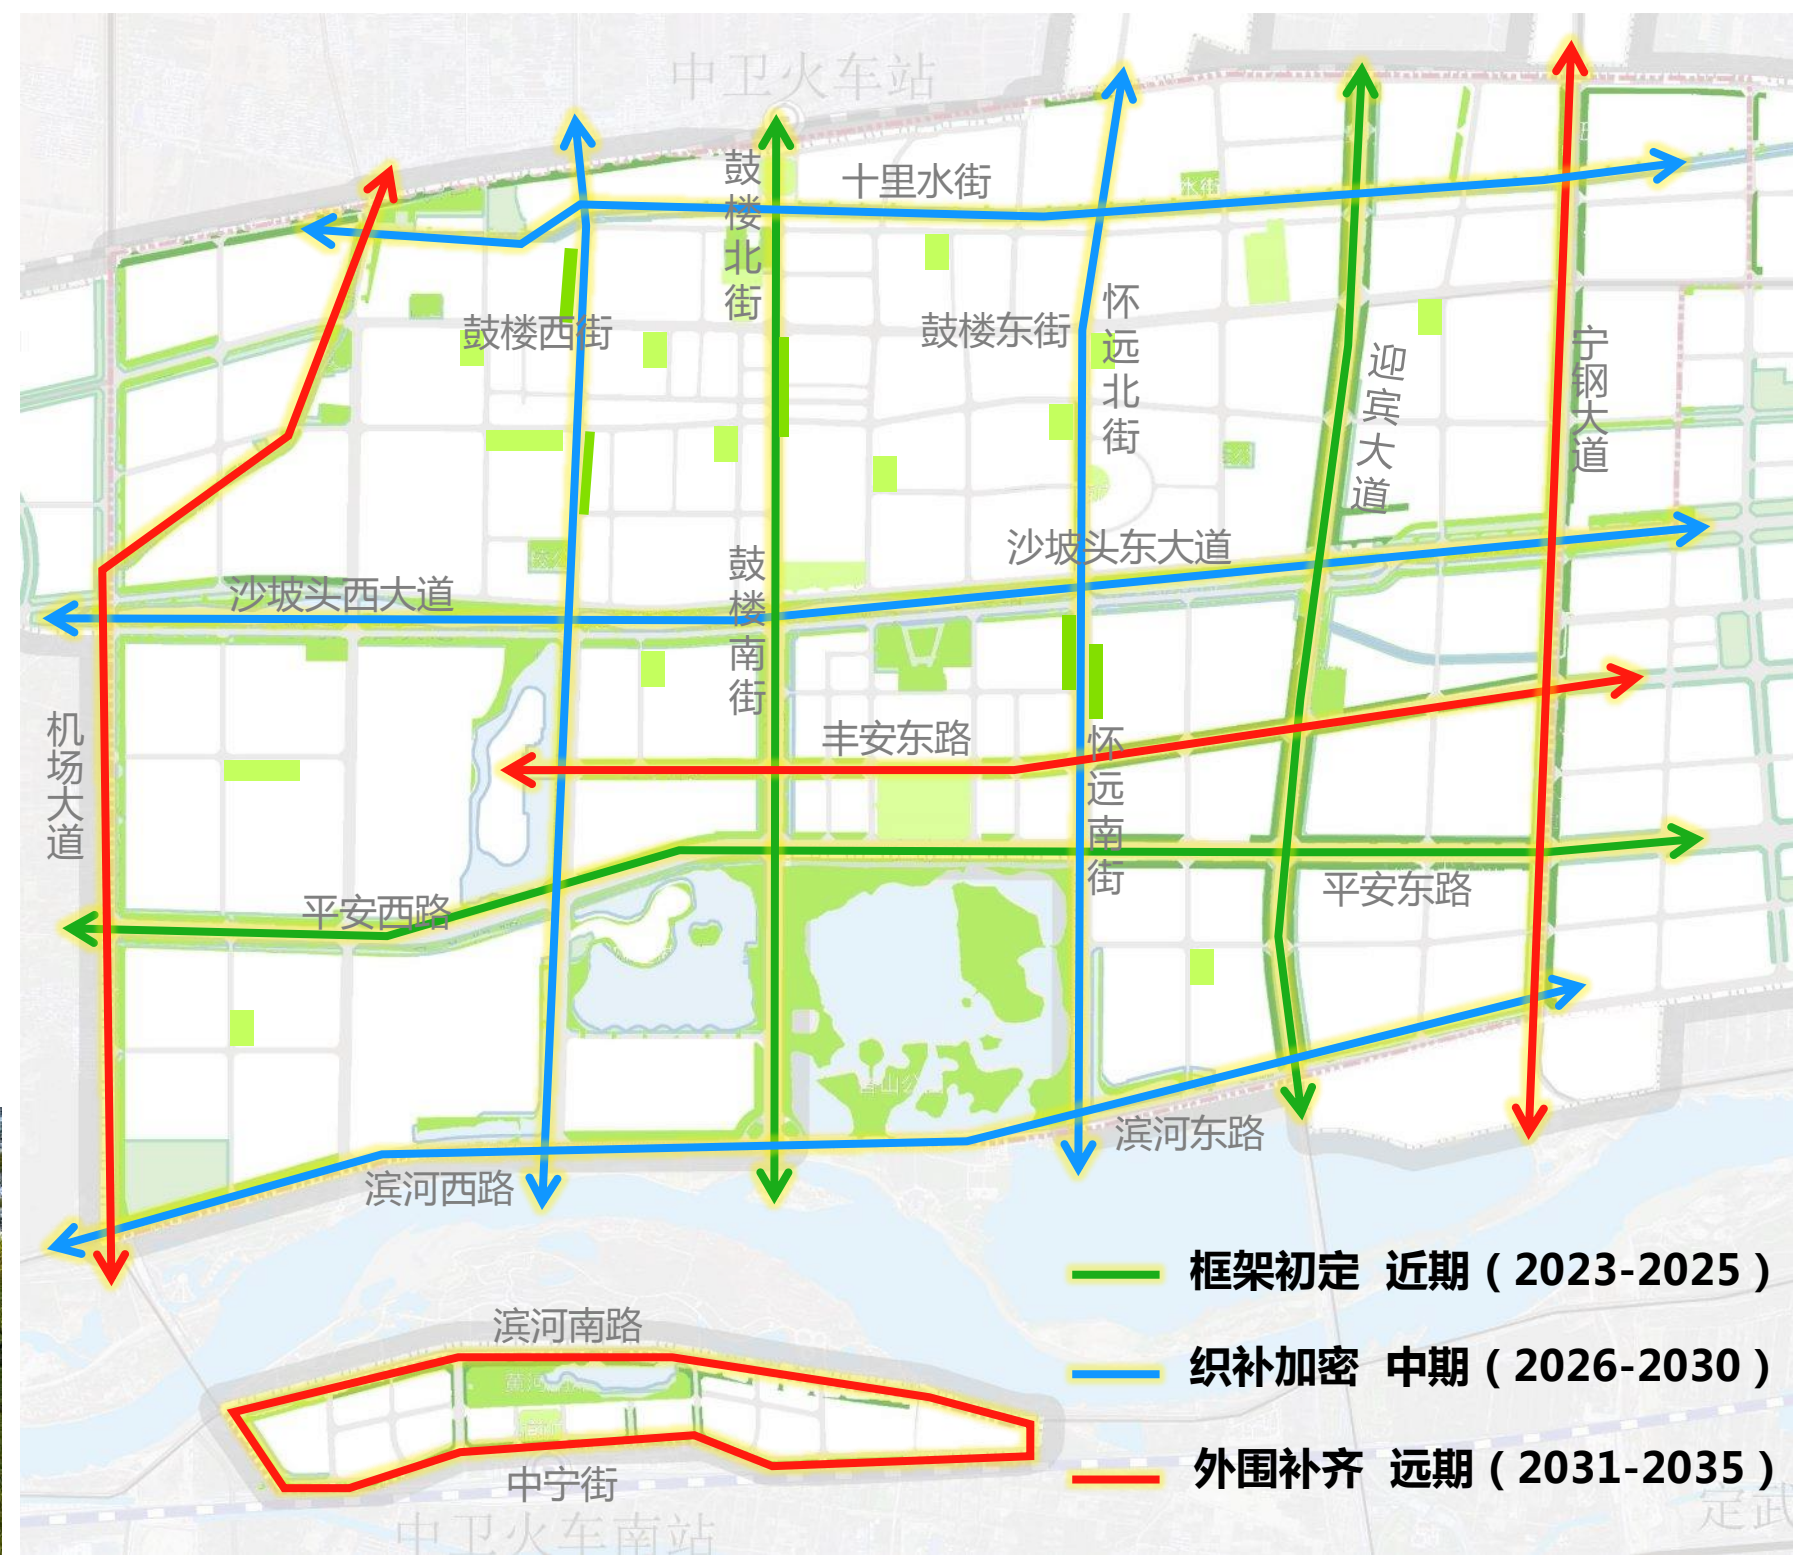 中卫火车站
鼓楼北街
十里水街
水街
鼓楼西街
鼓楼东街
怀远北街
迎宾大道
宁钢大道
沙坡头西大道
鼓楼南街
沙坡头东大道
机场大道
丰安东路
怀远南街
平安西路
平安东路
滨河西路
滨河东路
框架初定 近期（2023-2025）
滨河南路
织补加密 中期（2026-2030）
外围补齐 远期（2031-2035）
中宁街
中卫火车南站
定武